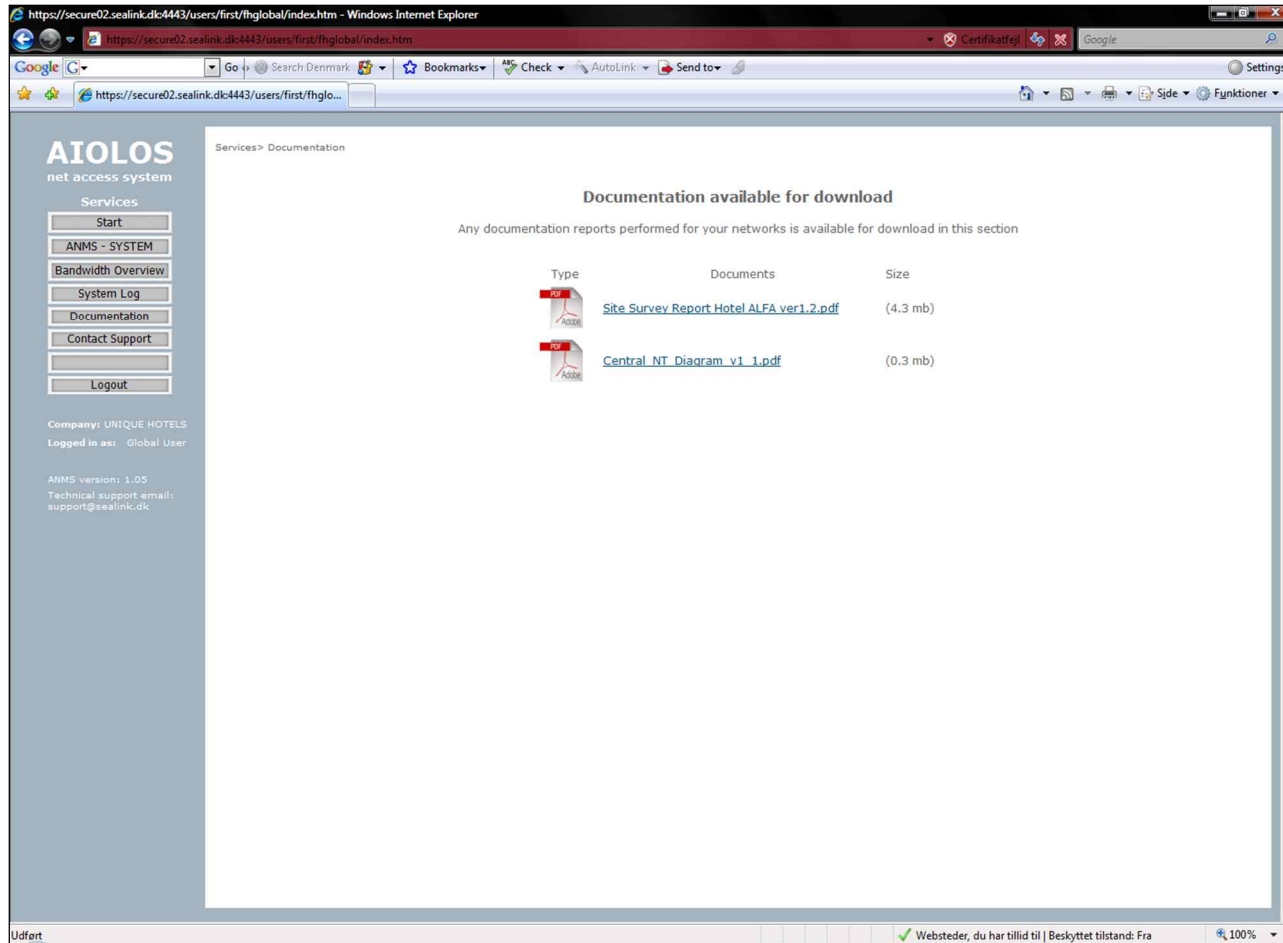 https://secure02.sealink.dk:4443/users/first/fhglobal/index.htm - Windows Internet Explorer
https://secure02.sealink.dk:4443/users/first/fhglobal/index.htm
Certifikatfejl
Google
Google
G
Go
Search Denmark
Bookmarks
ABC
Check
AutoLink
Send to
Settings
https://secure02.sealink.dk:4443/users/first/fhglo...
Side
Funktioner
AIOLOS
net access system
Services
Start
ANMS - SYSTEM
Bandwidth Overview
System Log
Documentation
Contact Support
Logout
Company: UNIQUE HOTELS
Logged in as: Global User
ANMS version: 1.05
Technical support email:
support@sealink.dk
Services> Documentation
Documentation available for download
Any documentation reports performed for your networks is available for download in this section
Type Documents Size
PDF
Adobe
Site Survey Report Hotel ALFA ver1.2.pdf (4.3 mb)
PDF
Adobe
Central_NT_Diagram_v1_1.pdf (0.3 mb)
Udført
Websteder, du har tillid til | Beskyttet tilstand: Fra
100%